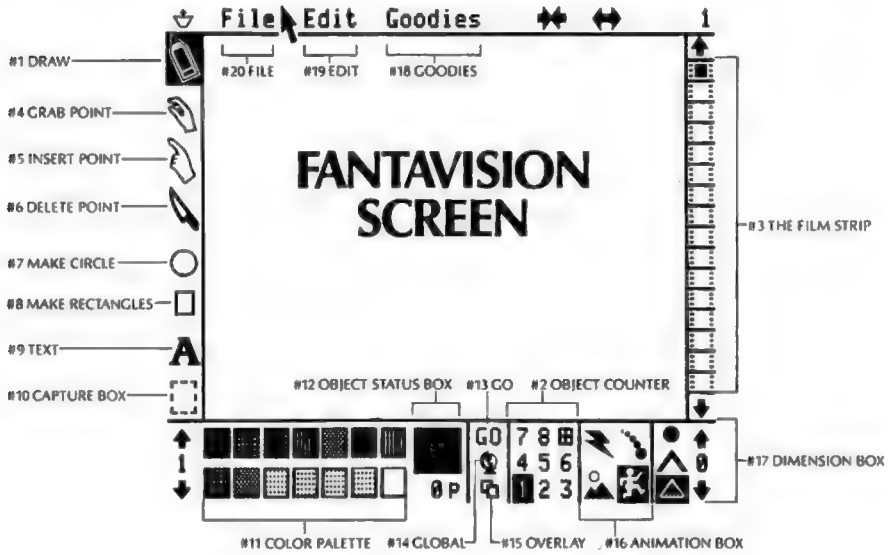 File Edit Goodies 1
#1 DRAW
#20 FILE #19 EDIT #18 GOODIES
#4 GRAB POINT
#5 INSERT POINT
FANTAVISION
SCREEN
#6 DELETE POINT
#3 THE FILM STRIP
#7 MAKE CIRCLE
#8 MAKE RECTANGLES
#9 TEXT
A
#12 OBJECT STATUS BOX #13 GO #2 OBJECT COUNTER
#10 CAPTURE BOX
GO 7 8
1 4 5 6 0
#17 DIMENSION BOX
0 P 1 2 3
#11 COLOR PALETTE #14 GLOBAL #15 OVERLAY #16 ANIMATION BOX